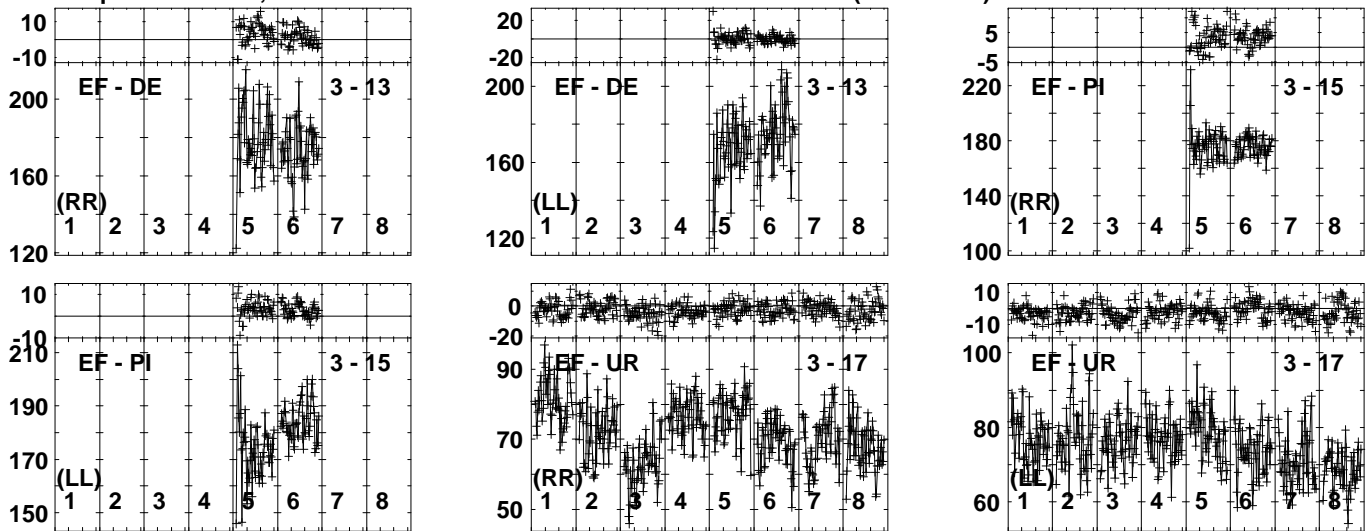 10
-10
EF - DE 3 - 13
200
160
(RR)
1 2 3 4 5 6 7 8
120
20
-20
EF - DE 3 - 13
200
160
(LL)
1 2 3 4 5 6 7 8
120
5
-5
EF - PI 3 - 15
220
180
140
(RR)
1 2 3 4 5 6 7 8
100
10
-10
210
EF - PI 3 - 15
190
170
(LL)
1 2 3 4 5 6 7 8
150
0
-20
EF - UR 3 - 17
90
70
(RR)
1 2 3 4 5 6 7 8
50
10
-10
100
EF - UR 3 - 17
80
(LL)
1 2 3 4 5 6 7 8
60